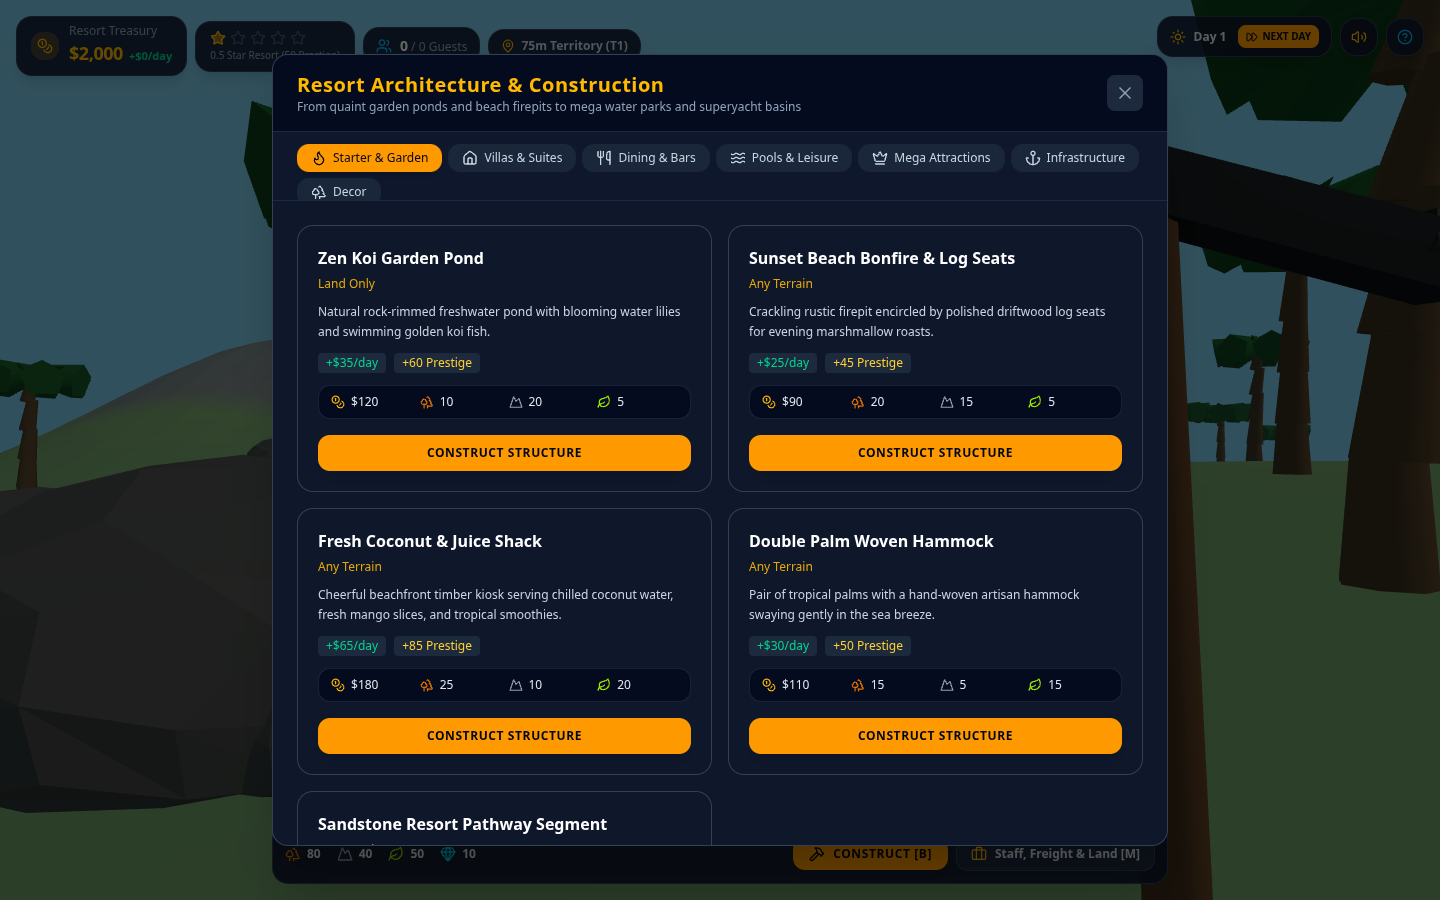 Resort Treasury
$2,000 +$0/day
0.5 Star Resort (50 Prestige)
0 / 0 Guests
75m Territory (T1)
Day 1
NEXT DAY
Resort Architecture & Construction
From quaint garden ponds and beach firepits to mega water parks and superyacht basins
Starter & Garden
Villas & Suites
Dining & Bars
Pools & Leisure
Mega Attractions
Infrastructure
Decor
Zen Koi Garden Pond
Land Only
Natural rock-rimmed freshwater pond with blooming water lilies
and swimming golden koi fish.
+$35/day +60 Prestige
$120 10 20 5
CONSTRUCT STRUCTURE
Sunset Beach Bonfire & Log Seats
Any Terrain
Crackling rustic firepit encircled by polished driftwood log seats
for evening marshmallow roasts.
+$25/day +45 Prestige
$90 20 15 5
CONSTRUCT STRUCTURE
Fresh Coconut & Juice Shack
Any Terrain
Cheerful beachfront timber kiosk serving chilled coconut water,
fresh mango slices, and tropical smoothies.
+$65/day +85 Prestige
$180 25 10 20
CONSTRUCT STRUCTURE
Double Palm Woven Hammock
Any Terrain
Pair of tropical palms with a hand-woven artisan hammock
swaying gently in the sea breeze.
+$30/day +50 Prestige
$110 15 5 15
CONSTRUCT STRUCTURE
Sandstone Resort Pathway Segment
80 40 50 10
CONSTRUCT [B]
Staff, Freight & Land [M]